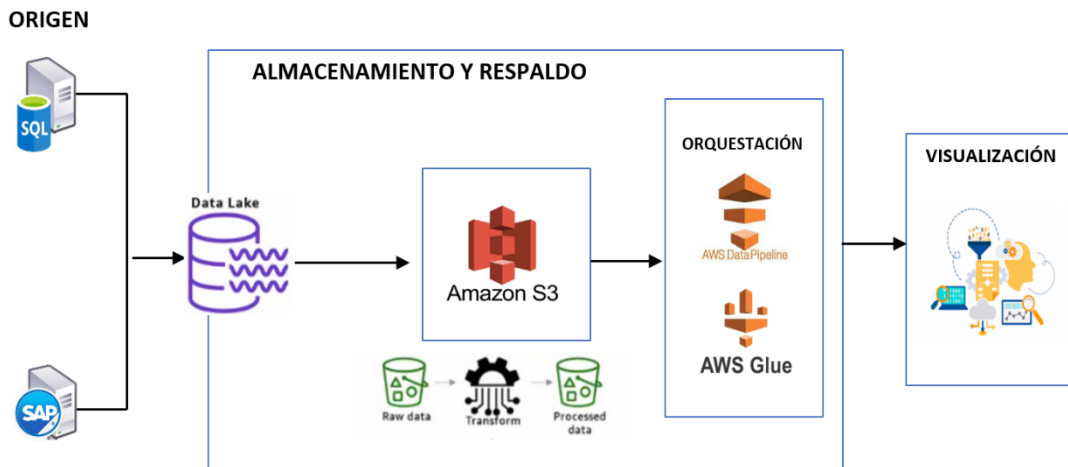 ORIGEN
ALMACENAMIENTO Y RESPALDO
SQL
ORQUESTACIÓN
VISUALIZACIÓN
Data Lake
AWS DataPipeline
Amazon S3
AWS Glue
SAP
Raw data
Transform
Processed
data